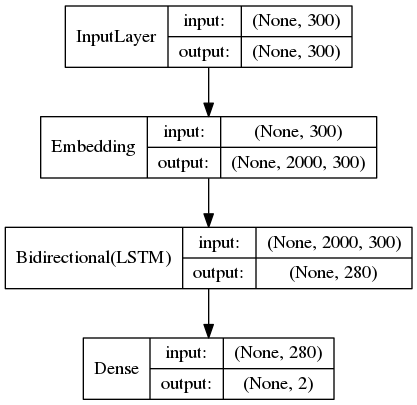 InputLayer
input: (None, 300)
output: (None, 300)
Embedding
input: (None, 300)
output: (None, 2000, 300)
Bidirectional(LSTM)
input: (None, 2000, 300)
output: (None, 280)
Dense
input: (None, 280)
output: (None, 2)